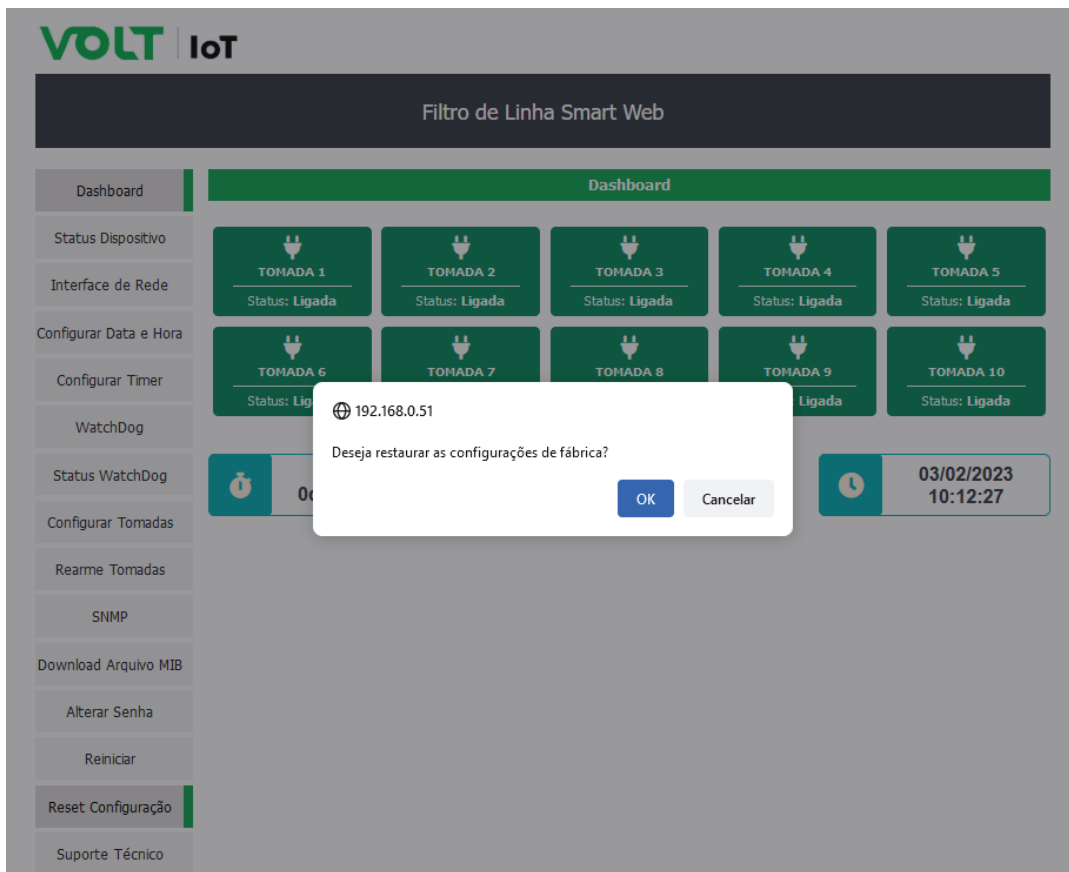 VOLT IoT
Filtro de Linha Smart Web
Dashboard
Status Dispositivo
Interface de Rede
Configurar Data e Hora
Configurar Timer
WatchDog
Status WatchDog
Configurar Tomadas
Rearme Tomadas
SNMP
Download Arquivo MIB
Alterar Senha
Reiniciar
Reset Configuração
Suporte Técnico
Dashboard
TOMADA 1
Status: Ligada
TOMADA 2
Status: Ligada
TOMADA 3
Status: Ligada
TOMADA 4
Status: Ligada
TOMADA 5
Status: Ligada
TOMADA 6
Status:
TOMADA 7
TOMADA 8
TOMADA 9
Ligada
TOMADA 10
Status: Ligada
192.168.0.51
Deseja restaurar as configurações de fábrica?
OK
Cancelar
03/02/2023
10:12:27